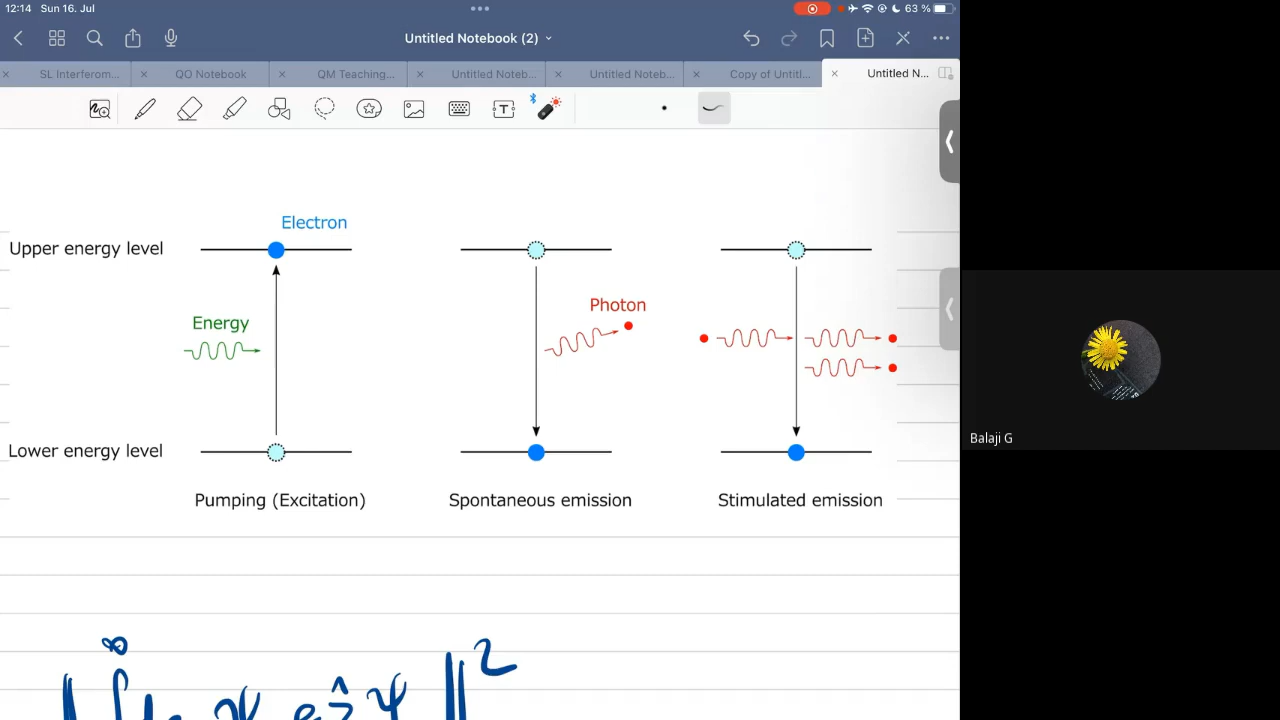 12:14 Sun 16. Jul
63 %
Untitled Notebook (2)
SL Interferom...
QO Notebook
QM Teaching...
Untitled Noteb...
Untitled Noteb...
Copy of Untitl...
Untitled N...
Electron
Upper energy level
Photon
Energy
Lower energy level
Pumping (Excitation)
Spontaneous emission
Stimulated emission
Balaji G